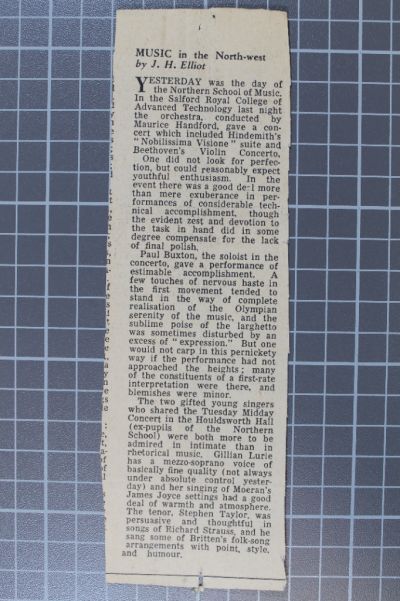 MUSIC in the North-west
by J. H. Elliot
YESTERDAY was the day of
the Northern School of Music.
In the Salford Royal College of
Advanced Technology last night
the orchestra, conducted by
Maurice Handford, gave a con-
cert which included Hindemith's
"Nobilissima Visione" suite and
Beethoven's Violin Concerto.
One did not look for perfec-
tion, but could reasonably expect
youthful enthusiasm. In the
event there was a good deal more
than mere exuberance in per-
formances of considerable tech-
nical accomplishment, though
the evident zest and devotion to
the task in hand did in some
degree compensate for the lack
of final polish.
Paul Buxton, the soloist in the
concerto, gave a performance of
estimable accomplishment. A
few touches of nervous haste in
the first movement tended to
stand in the way of complete
realisation of the Olympian
serenity of the music, and the
sublime poise of the larghetto
was sometimes disturbed by an
excess of "expression." But one
would not carp in this pernickety
way if the performance had not
approached the heights; many
of the constituents of a first-rate
interpretation were there, and
blemishes were minor.
The two gifted young singers
who shared the Tuesday Midday
Concert in the Houldsworth Hall
(ex-pupils of the Northern
School) were both more to be
admired in intimate than in
rhetorical music. Gillian Lurie
has a mezzo-soprano voice of
basically fine quality (not always
under absolute control yester-
day) and her singing of Moeran's
James Joyce settings had a good
deal of warmth and atmosphere.
The tenor, Stephen Taylor, was
persuasive and thoughtful in
songs of Richard Strauss, and he
sang some of Britten's folk-song
arrangements with point, style,
and humour.